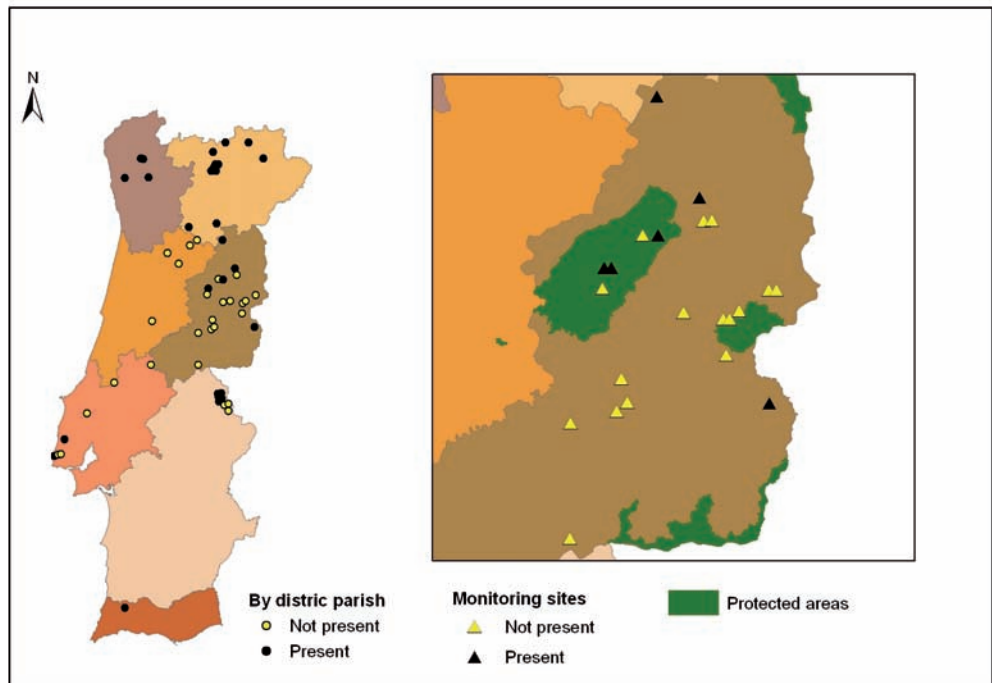 N
By distric parish
Not present
Present
Monitoring sites
Not present
Present
Protected areas